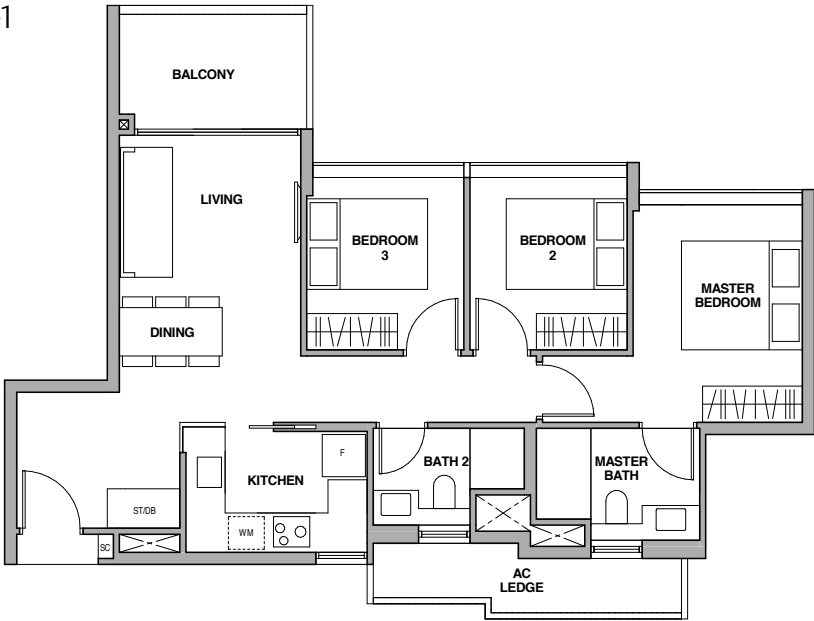 1
BALCONY
LIVING
BEDROOM
3
BEDROOM
2
MASTER
BEDROOM
DINING
KITCHEN
F
BATH 2
MASTER
BATH
ST/DB
WM
SC
AC
LEDGE